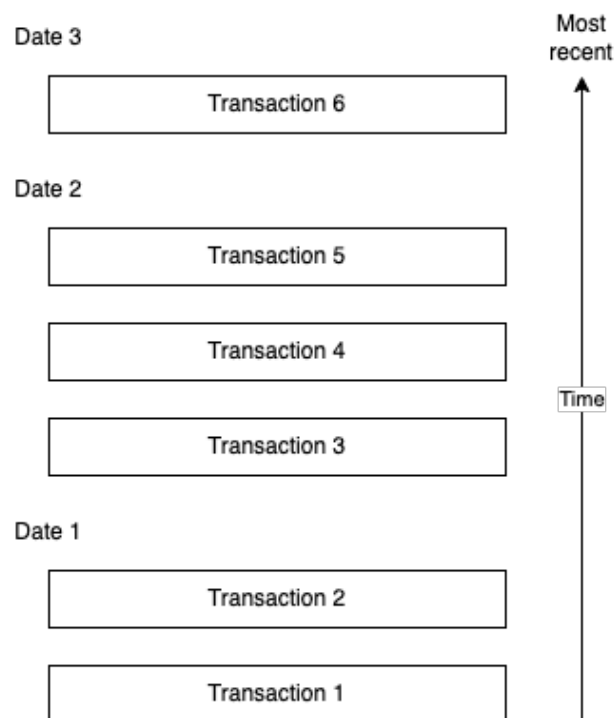 Date 3
Most
recent
Transaction 6
Date 2
Transaction 5
Transaction 4
Time
Transaction 3
Date 1
Transaction 2
Transaction 1